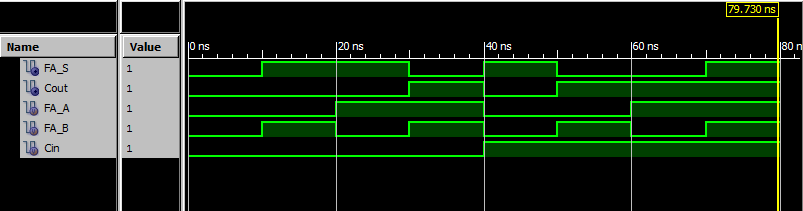 79.730 ns
Name Value 0 ns 20 ns 40 ns 60 ns 80 n
FA_S 1
Cout 1
FA_A 1
FA_B 1
Cin 1